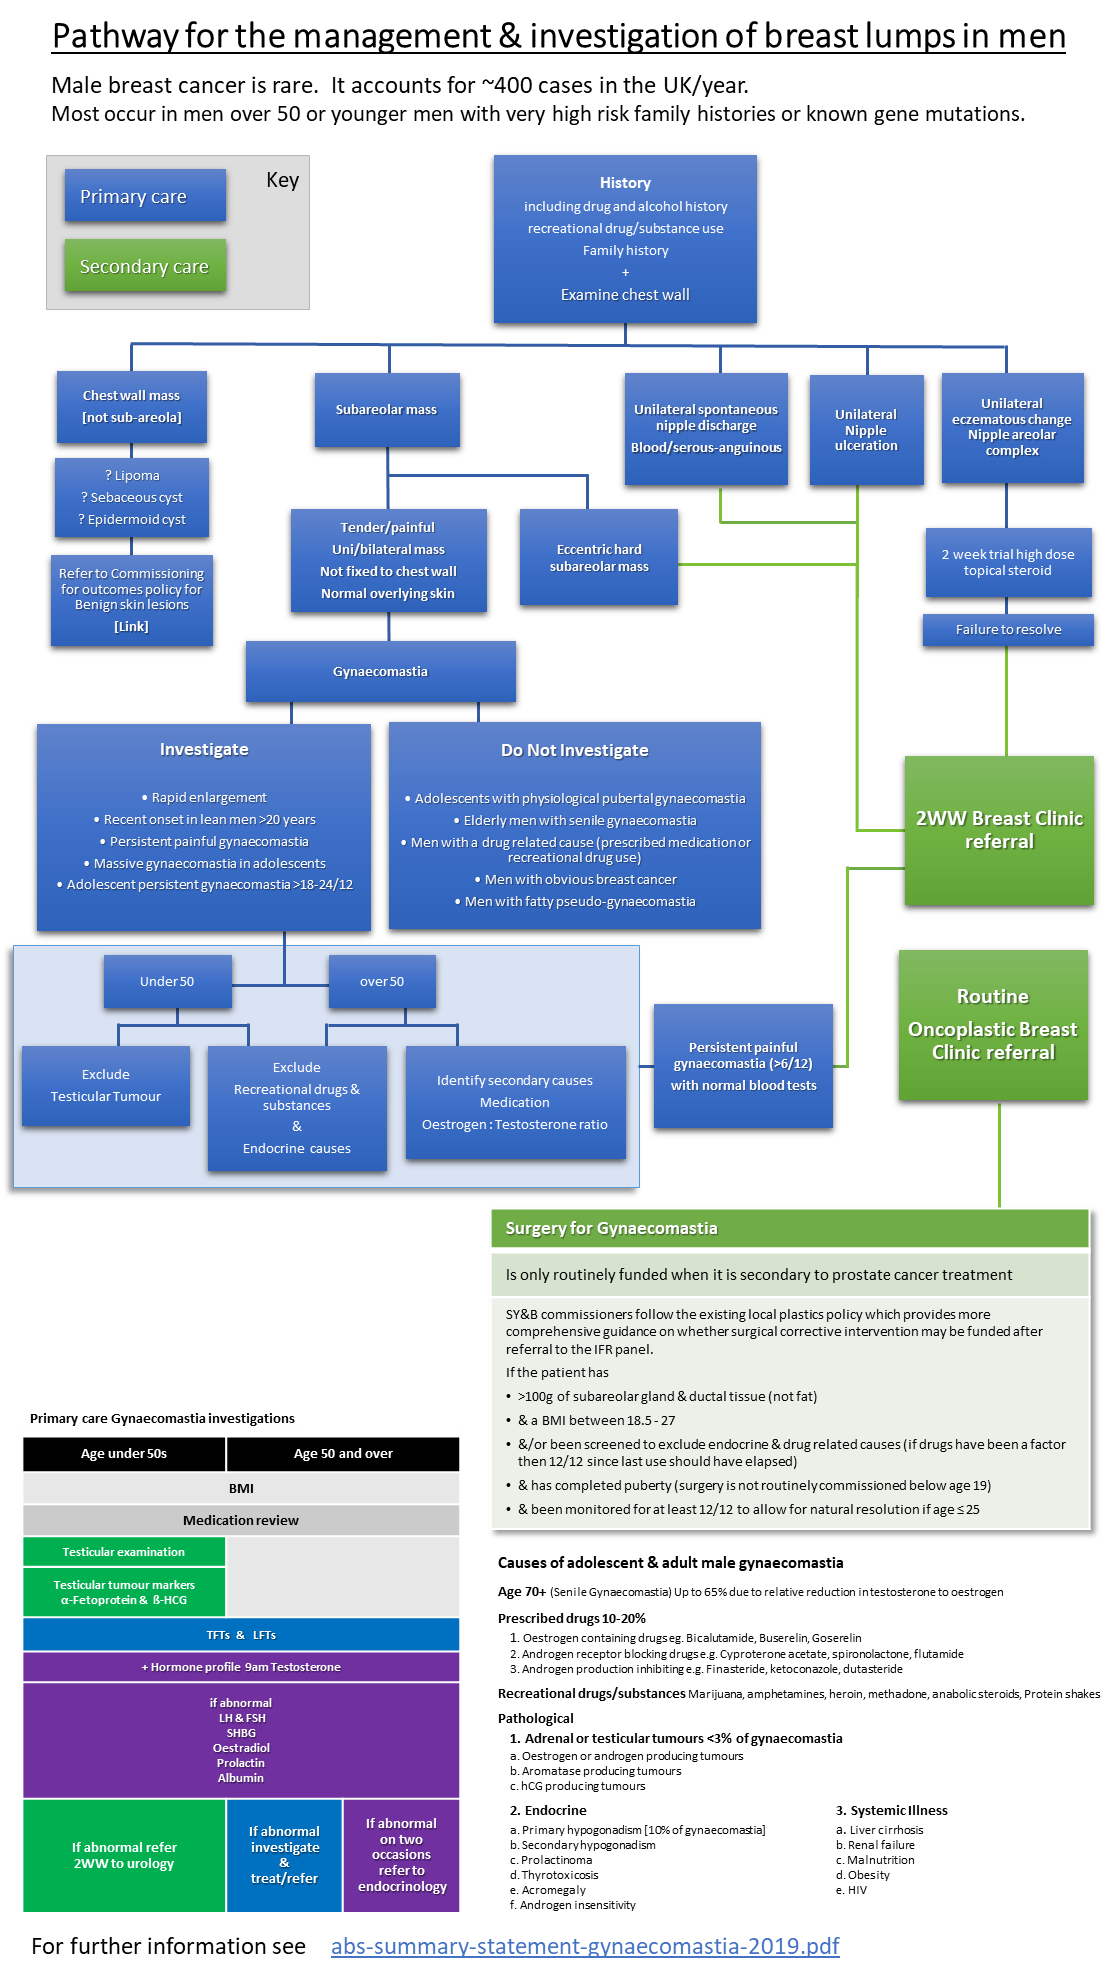 Pathway for the management & investigation of breast lumps in men
Male breast cancer is rare.  It accounts for ~400 cases in the UK/year.
Most occur in men over 50 or younger men with very high risk family histories or known gene mutations.
Key
Primary care
Secondary care
History
including drug and alcohol history
recreational drug/substance use
Family history
+
Examine chest wall
Chest wall mass
[not sub-areola]
Subareolar mass
Unilateral spontaneous
nipple discharge
Blood/serous-anguinous
Unilateral
Nipple
ulceration
Unilateral
eczematous change
Nipple areolar
complex
? Lipoma
? Sebaceous cyst
? Epidermoid cyst
Refer to Commissioning
for outcomes policy for
Benign skin lesions
[Link]
Tender/painful
Uni/bilateral mass
Not fixed to chest wall
Normal overlying skin
Eccentric hard
subareolar mass
2 week trial high dose
topical steroid
Failure to resolve
Gynaecomastia
Investigate
• Rapid enlargement
• Recent onset in lean men >20 years
• Persistent painful gynaecomastia
• Massive gynaecomastia in adolescents
• Adolescent persistent gynaecomastia >18-24/12
Do Not Investigate
• Adolescents with physiological pubertal gynaecomastia
• Elderly men with senile gynaecomastia
• Men with a drug related cause (prescribed medication or
recreational drug use)
• Men with obvious breast cancer
• Men with fatty pseudo-gynaecomastia
2WW Breast Clinic
referral
Under 50
over 50
Exclude
Testicular Tumour
Exclude
Recreational drugs &
substances
&
Endocrine causes
Identify secondary causes
Medication
Oestrogen : Testosterone ratio
Persistent painful
gynaecomastia (>6/12)
with normal blood tests
Routine
Oncoplastic Breast
Clinic referral
Surgery for Gynaecomastia
Is only routinely funded when it is secondary to prostate cancer treatment
SY&B commissioners follow the existing local plastics policy which provides more
comprehensive guidance on whether surgical corrective intervention may be funded after
referral to the IFR panel.
If the patient has
• >100g of subareolar gland & ductal tissue (not fat)
• & a BMI between 18.5 - 27
• &/or been screened to exclude endocrine & drug related causes (if drugs have been a factor
then 12/12 since last use should have elapsed)
• & has completed puberty (surgery is not routinely commissioned below age 19)
• & been monitored for at least 12/12 to allow for natural resolution if age ≤ 25
Primary care Gynaecomastia investigations
Age under 50s
Age 50 and over
BMI
Medication review
Testicular examination
Testicular tumour markers
α-Fetoprotein & ß-HCG
TFTs & LFTs
+ Hormone profile 9am Testosterone
if abnormal
LH & FSH
SHBG
Oestradiol
Prolactin
Albumin
If abnormal refer
2WW to urology
If abnormal
investigate
&
treat/refer
If abnormal
on two
occasions
refer to
endocrinology
Causes of adolescent & adult male gynaecomastia
Age 70+ (Senile Gynaecomastia) Up to 65% due to relative reduction in testosterone to oestrogen
Prescribed drugs 10-20%
1. Oestrogen containing drugs eg. Bicalutamide, Buserelin, Goserelin
2. Androgen receptor blocking drugs e.g. Cyproterone acetate, spironolactone, flutamide
3. Androgen production inhibiting e.g. Finasteride, ketoconazole, dutasteride
Recreational drugs/substances Marijuana, amphetamines, heroin, methadone, anabolic steroids, Protein shakes
Pathological
1. Adrenal or testicular tumours <3% of gynaecomastia
a. Oestrogen or androgen producing tumours
b. Aromatase producing tumours
c. hCG producing tumours
2. Endocrine
a. Primary hypogonadism [10% of gynaecomastia]
b. Secondary hypogonadism
c. Prolactinoma
d. Thyrotoxicosis
e. Acromegaly
f. Androgen insensitivity
3. Systemic Illness
a. Liver cirrhosis
b. Renal failure
c. Malnutrition
d. Obesity
e. HIV
For further information see abs-summary-statement-gynaecomastia-2019.pdf